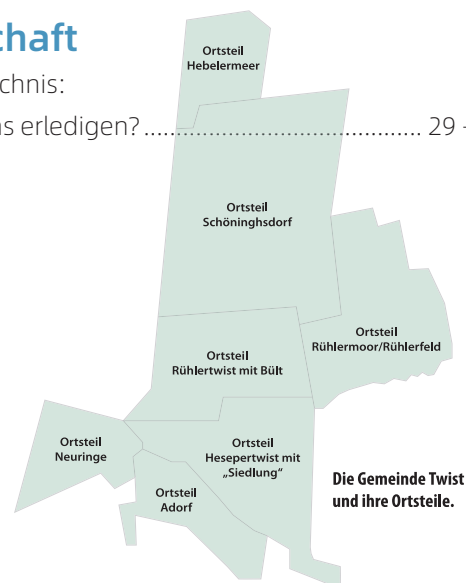 chaft
chnis:
s erledigen? .......................................... 29 -
Ortsteil
Hebelermeer
Ortsteil
Schöninghsdorf
Ortsteil
Rühlermoor/Rühlerfeld
Ortsteil
Rühlertwist mit Bült
Ortsteil
Neuringe
Ortsteil
Hesepertwist mit
„Siedlung“
Ortsteil
Adorf
Die Gemeinde Twist
und ihre Ortsteile.